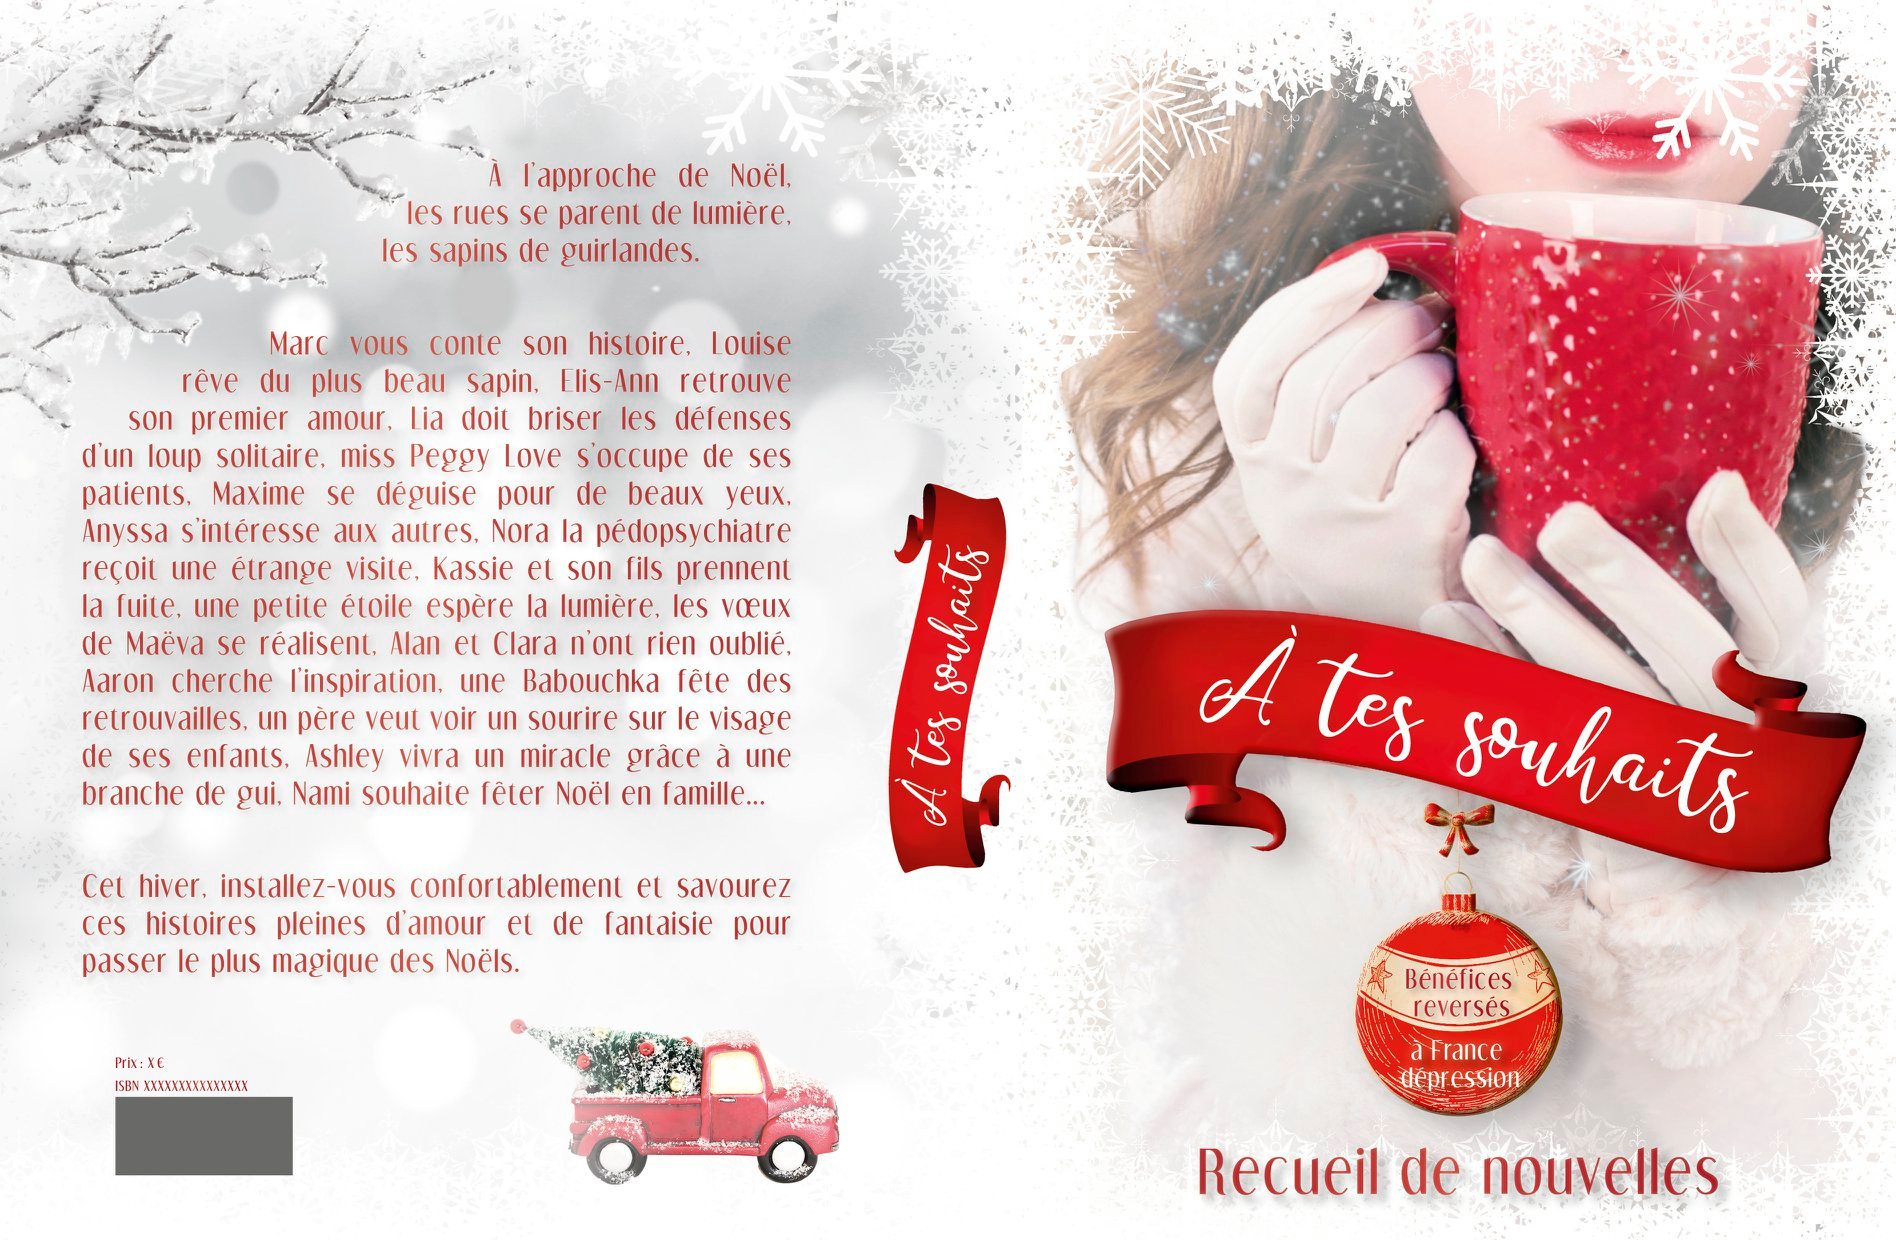 À l'approche de Noël,
les rues se parent de lumière,
les sapins de guirlandes.
Marc vous conte son histoire, Louise
rêve du plus beau sapin, Elis-Ann retrouve
son premier amour, Lia doit briser les défenses
d'un loup solitaire, miss Peggy Love s'occupe de ses
patients, Maxime se déguise pour de beaux yeux,
Anyssa s'intéresse aux autres, Nora la pédopsychiatre
reçoit une étrange visite, Kassie et son fils prennent
la fuite, une petite étoile espère la lumière, les vœux
de Maëva se réalisent, Alan et Clara n'ont rien oublié,
Aaron cherche l'inspiration, une Babouchka fête des
retrouvailles, un père veut voir un sourire sur le visage
de ses enfants, Ashley vivra un miracle grâce à une
branche de gui, Nami souhaite fêter Noël en famille...
Cet hiver, installez-vous confortablement et savourez
ces histoires pleines d'amour et de fantaisie pour
passer le plus magique des Noëls.
Prix : X €
ISBN XXXXXXXXXXXXXXX
À tes souhaits
À tes souhaits
Bénéfices
reversés
à France
dépression
Recueil de nouvelles